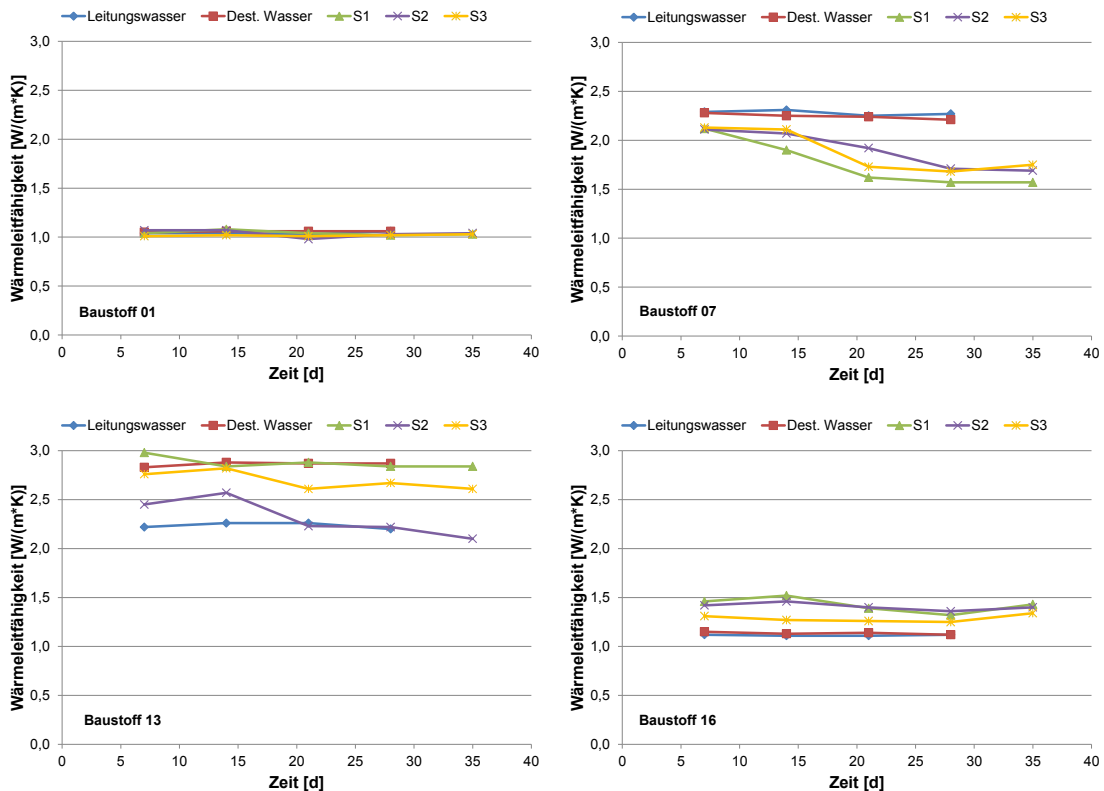 Leitungswasser Dest. Wasser S1 S2 S3
3,0
2,5
2,0
1,5
1,0
0,5
0,0
Wärmeleitfähigkeit [W/(m*K)]
Baustoff 01
0 5 10 15 20 25 30 35 40
Zeit [d]
Leitungswasser Dest. Wasser S1 S2 S3
3,0
2,5
2,0
1,5
1,0
0,5
0,0
Wärmeleitfähigkeit [W/(m*K)]
Baustoff 07
0 5 10 15 20 25 30 35 40
Zeit [d]
Leitungswasser Dest. Wasser S1 S2 S3
3,0
2,5
2,0
1,5
1,0
0,5
0,0
Wärmeleitfähigkeit [W/(m*K)]
Baustoff 13
0 5 10 15 20 25 30 35 40
Zeit [d]
Leitungswasser Dest. Wasser S1 S2 S3
3,0
2,5
2,0
1,5
1,0
0,5
0,0
Wärmeleitfähigkeit [W/(m*K)]
Baustoff 16
0 5 10 15 20 25 30 35 40
Zeit [d]